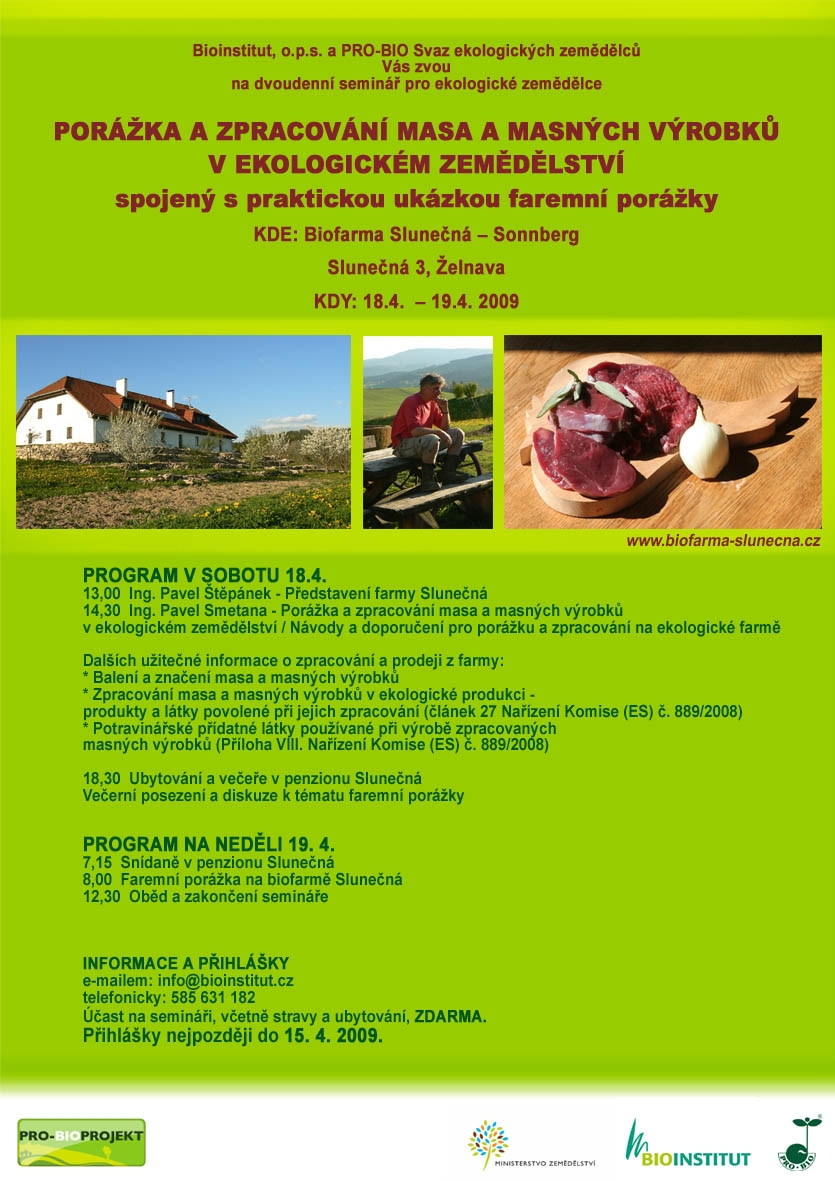 Bioinstitut, o.p.s. a PRO-BIO Svaz ekologických zemědělců
Vás zvou
na dvoudenní seminář pro ekologické zemědělce
PORÁŽKA A ZPRACOVÁNÍ MASA A MASNÝCH VÝROBKŮ
V EKOLOGICKÉM ZEMĚDĚLSTVÍ
spojený s praktickou ukázkou faremní porážky
KDE: Biofarma Slunečná – Sonnberg
Slunečná 3, Želnava
KDY: 18.4. – 19.4. 2009
www.biofarma-slunecna.cz
PROGRAM V SOBOTU 18.4.
13,00 Ing. Pavel Štěpánek - Představení farmy Slunečná
14,30 Ing. Pavel Smetana - Porážka a zpracování masa a masných výrobků
v ekologickém zemědělství / Návody a doporučení pro porážku a zpracování na ekologické farmě
Dalších užitečné informace o zpracování a prodeji z farmy:
* Balení a značení masa a masných výrobků
* Zpracování masa a masných výrobků v ekologické produkci -
produkty a látky povolené při jejich zpracování (článek 27 Nařízení Komise (ES) č. 889/2008)
* Potravinářské přídatné látky používané při výrobě zpracovaných
masných výrobků (Příloha VIII. Nařízení Komise (ES) č. 889/2008)
18,30 Ubytování a večeře v penzionu Slunečná
Večerní posezení a diskuze k tématu faremní porážky
PROGRAM NA NEDĚLI 19. 4.
7,15 Snídaně v penzionu Slunečná
8,00 Faremní porážka na biofarmě Slunečná
12,30 Oběd a zakončení semináře
INFORMACE A PŘIHLÁŠKY
e-mailem: info@bioinstitut.cz
telefonicky: 585 631 182
Účast na semináři, včetně stravy a ubytování, ZDARMA.
Přihlášky nejpozději do 15. 4. 2009.
PRO-BIOPROJEKT
MINISTERSTVO ZEMĚDĚLSTVÍ
BIOINSTITUT
PRO-BIO
®